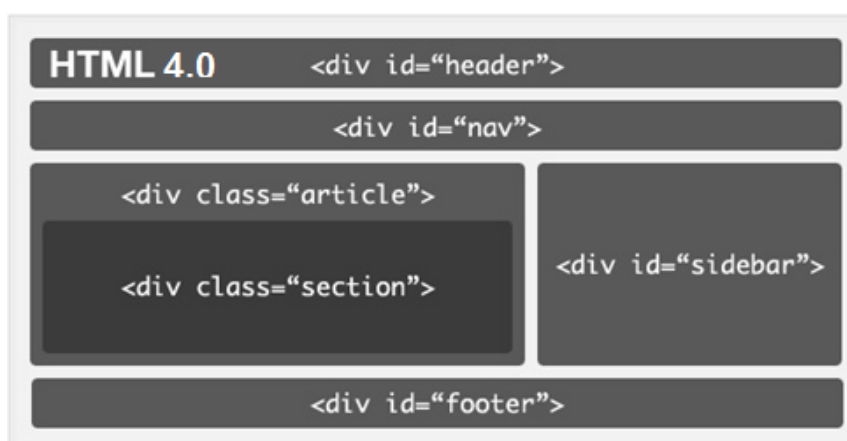 HTML 4.0 <div id=“header”>
<div id=“nav”>
<div class=“article”>
<div class=“section”>
<div id=“sidebar”>
<div id=“footer”>